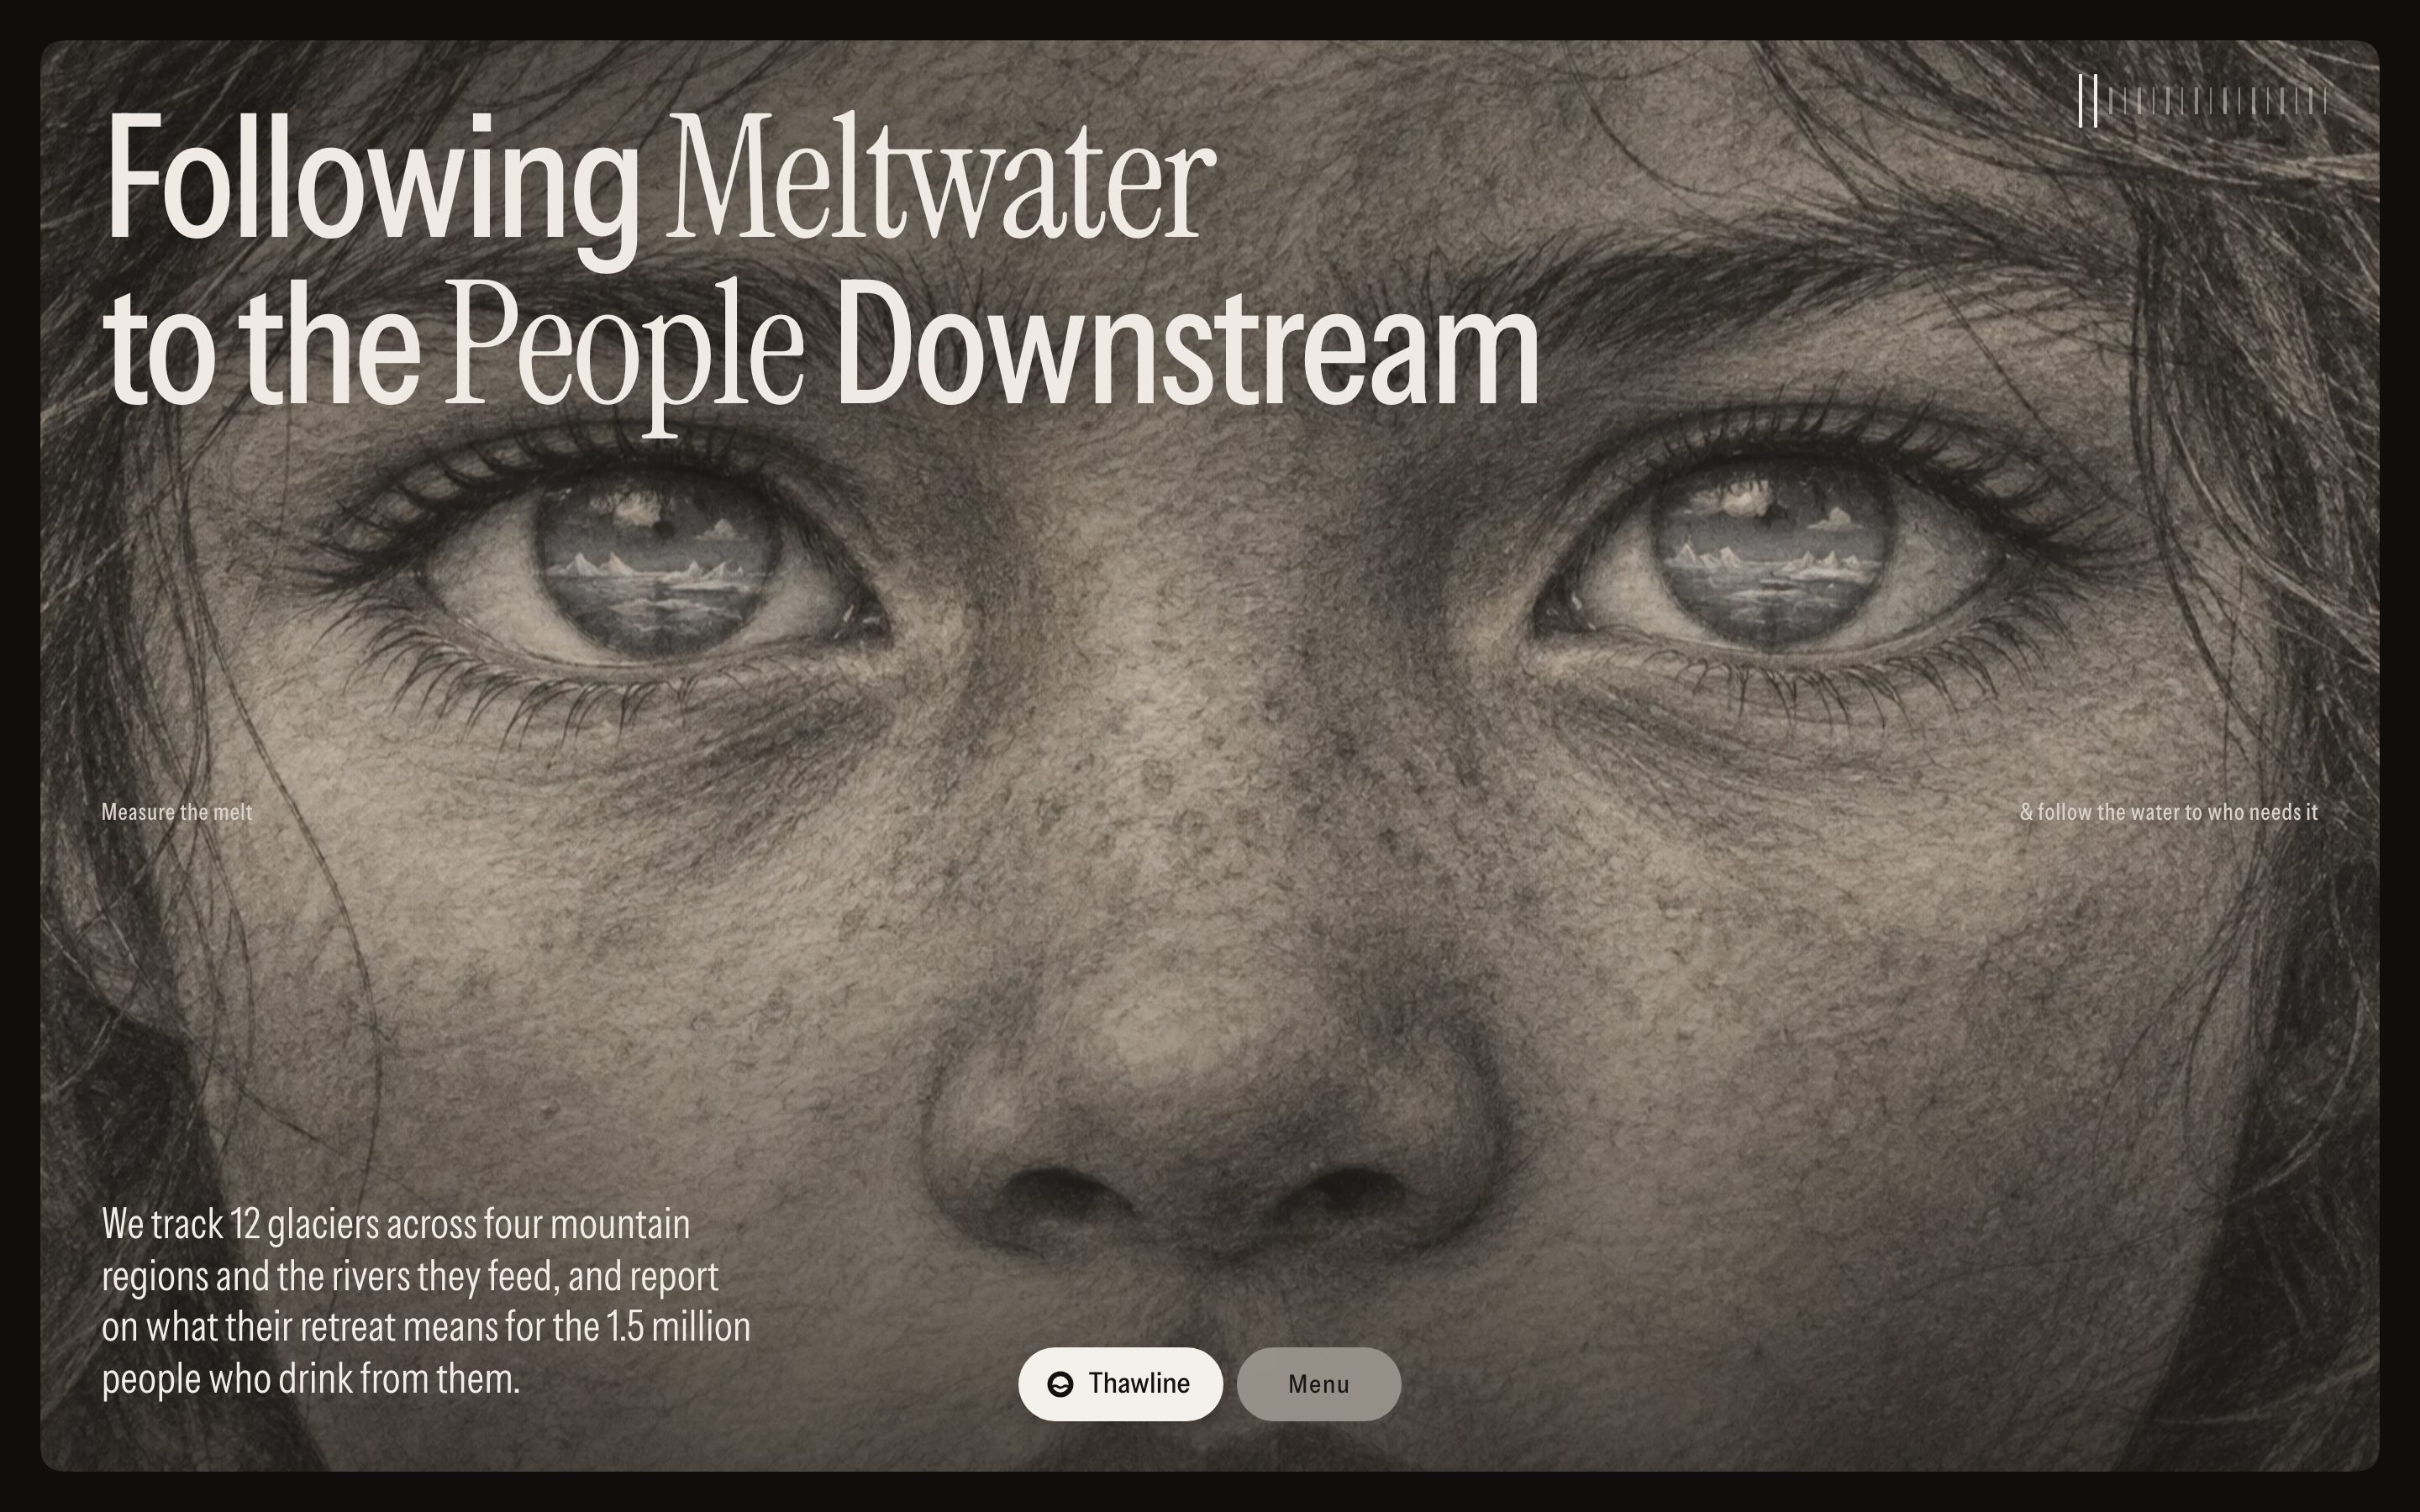 Following Meltwater
to the People Downstream
Measure the melt
& follow the water to who needs it
We track 12 glaciers across four mountain
regions and the rivers they feed, and report
on what their retreat means for the 1.5 million
people who drink from them.
Thawline
Menu